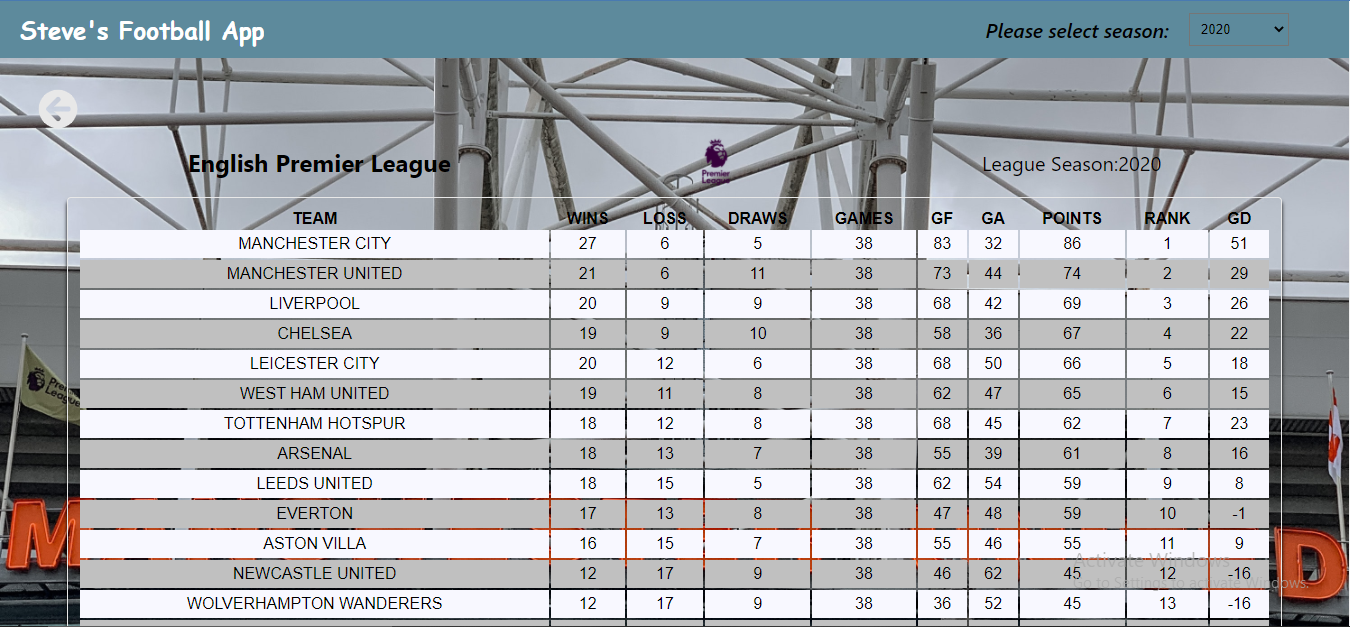 Steve's Football App
Please select season: 2020
English Premier League
Premier League
League Season:2020
TEAM WINS LOSS DRAWS GAMES GF GA POINTS RANK GD
MANCHESTER CITY 27 6 5 38 83 32 86 1 51
MANCHESTER UNITED 21 6 11 38 73 44 74 2 29
LIVERPOOL 20 9 9 38 68 42 69 3 26
CHELSEA 19 9 10 38 58 36 67 4 22
LEICESTER CITY 20 12 6 38 68 50 66 5 18
WEST HAM UNITED 19 11 8 38 62 47 65 6 15
TOTTENHAM HOTSPUR 18 12 8 38 68 45 62 7 23
ARSENAL 18 13 7 38 55 39 61 8 16
LEEDS UNITED 18 15 5 38 62 54 59 9 8
EVERTON 17 13 8 38 47 48 59 10 -1
ASTON VILLA 16 15 7 38 55 46 55 11 9
NEWCASTLE UNITED 12 17 9 38 46 62 45 12 -16
WOLVERHAMPTON WANDERERS 12 17 9 38 36 52 45 13 -16
Activate Windows
Go to Settings to activate Windows.
Premier
League
M
D